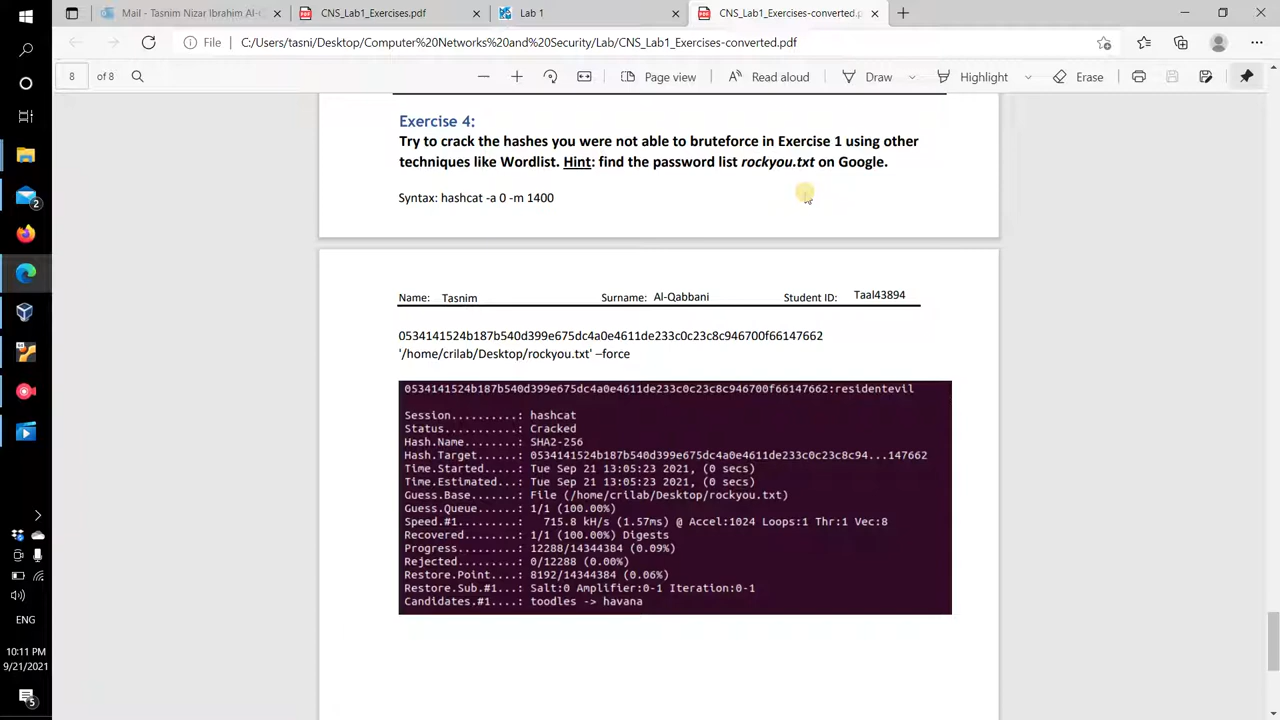 Mail - Tasnim Nizar Ibrahim Al-
CNS_Lab1_Exercises.pdf
Lab 1
CNS_Lab1_Exercises-converted.p
File
C:/Users/tasni/Desktop/Computer%20Networks%20and%20Security/Lab/CNS_Lab1_Exercises-converted.pdf
8 of 8
Page view
Read aloud
Draw
Highlight
Erase
Exercise 4:
Try to crack the hashes you were not able to bruteforce in Exercise 1 using other
techniques like Wordlist. Hint: find the password list rockyou.txt on Google.
Syntax: hashcat -a 0 -m 1400
Name: Tasnim Surname: Al-Qabbani Student ID: Taal43894
0534141524b187b540d399e675dc4a0e4611de233c0c23c8c946700f66147662
'/home/crilab/Desktop/rockyou.txt' –force
0534141524b187b540d399e675dc4a0e4611de233c0c23c8c946700f66147662:residentevil
Session..........: hashcat
Status...........: Cracked
Hash.Name........: SHA2-256
Hash.Target......: 0534141524b187b540d399e675dc4a0e4611de233c0c23c8c94...147662
Time.Started.....: Tue Sep 21 13:05:23 2021, (0 secs)
Time.Estimated...: Tue Sep 21 13:05:23 2021, (0 secs)
Guess.Base.......: File (/home/crilab/Desktop/rockyou.txt)
Guess.Queue......: 1/1 (100.00%)
Speed.#1.........: 715.8 kH/s (1.57ms) @ Accel:1024 Loops:1 Thr:1 Vec:8
Recovered........: 1/1 (100.00%) Digests
Progress.........: 12288/14344384 (0.09%)
Rejected.........: 0/12288 (0.00%)
Restore.Point....: 8192/14344384 (0.06%)
Restore.Sub.#1...: Salt:0 Amplifier:0-1 Iteration:0-1
Candidates.#1....: toodles -> havana
2
ENG
10:11 PM
9/21/2021
5